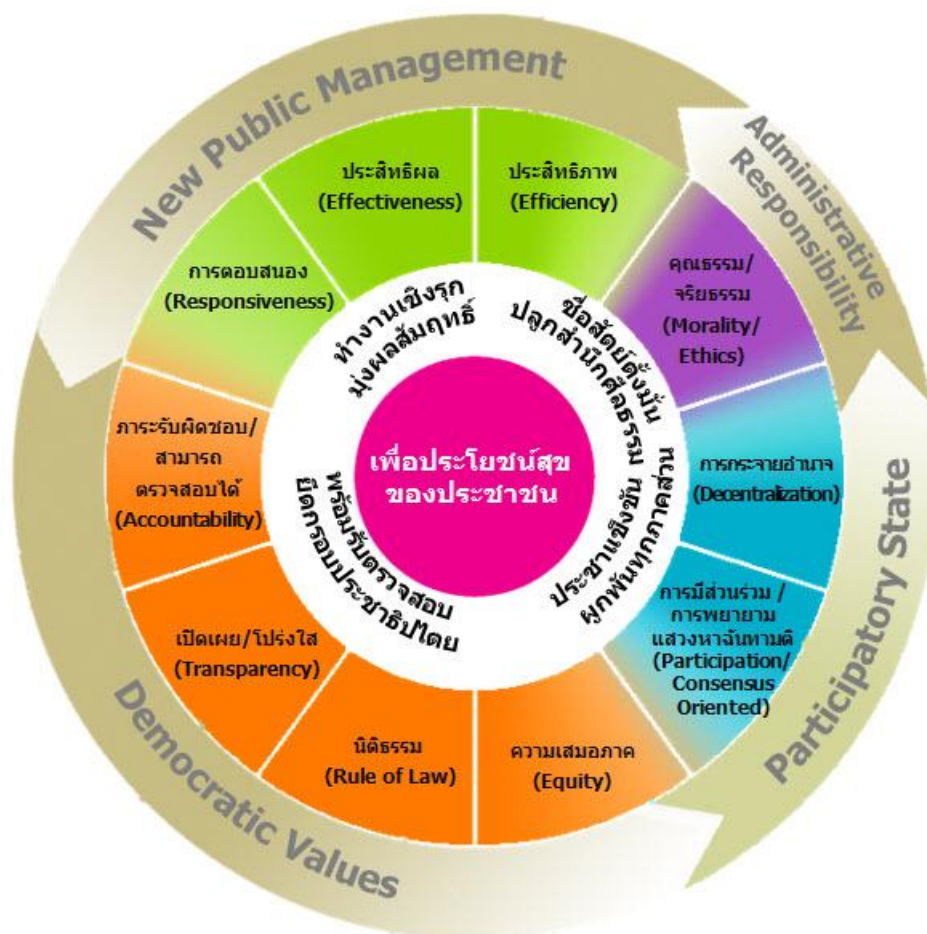 New Public Management
Administrative
Responsibility
Participatory State
Democratic Values
ประสิทธิผล
(Effectiveness)
ประสิทธิภาพ
(Efficiency)
คุณธรรม/
จริยธรรม
(Morality/
Ethics)
การกระจายอำนาจ
(Decentralization)
การมีส่วนร่วม /
การพยายาม
แสวงหาฉันทามติ
(Participation/
Consensus
Oriented)
ความเสมอภาค
(Equity)
นิติธรรม
(Rule of Law)
เปิดเผย/โปร่งใส
(Transparency)
ภาระรับผิดชอบ/
สามารถ
ตรวจสอบได้
(Accountability)
การตอบสนอง
(Responsiveness)
ทำงานเชิงรุก
มุ่งผลสัมฤทธิ์
ซื่อสัตย์ตั้งมั่น
ปลูกสำนึกศีลธรรม
ประชาแข็งขัน
ผูกพันทุกภาคส่วน
พร้อมรับตรวจสอบ
ยึดกรอบประชาธิปไตย
เพื่อประโยชน์สุข
ของประชาชน